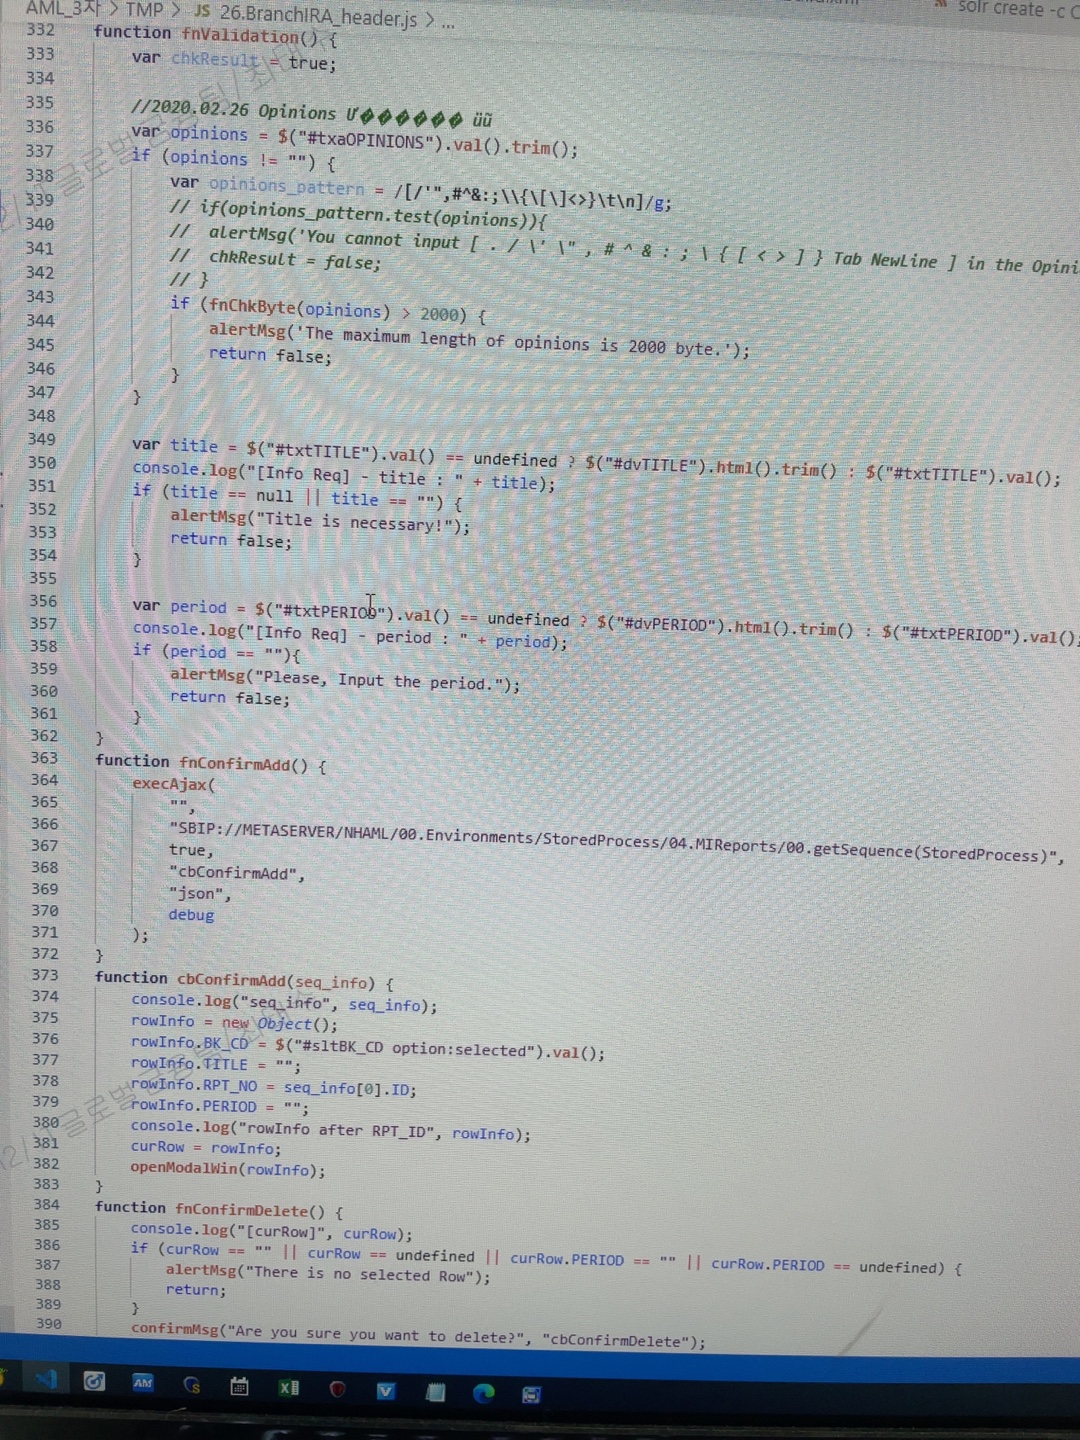 AML_3차 > TMP > JS 26.BranchIRA_header.js > ...
solr create -c
332 function fnValidation() {
333 var chkResult = true;
334
335 //2020.02.26 Opinions Ư������ üũ
336 var opinions = $("#txaOPINIONS").val().trim();
337 if (opinions != "") {
338 var opinions_pattern = /[/'",#^&:;\\{\[\]<>}\t\n]/g;
339 // if(opinions_pattern.test(opinions)){
340 // alertMsg('You cannot input [ . / \' \" , # ^ & : ; \ { [ < > ] } Tab NewLine ] in the Opini
341 // chkResult = false;
342 // }
343 if (fnChkByte(opinions) > 2000) {
344 alertMsg('The maximum length of opinions is 2000 byte.');
345 return false;
346 }
347 }
348
349 var title = $("#txtTITLE").val() == undefined ? $("#dvTITLE").html().trim() : $("#txtTITLE").val();
350 console.log("[Info Req] - title : " + title);
351 if (title == null || title == "") {
352 alertMsg("Title is necessary!");
353 return false;
354 }
355
356 var period = $("#txtPERIOD").val() == undefined ? $("#dvPERIOD").html().trim() : $("#txtPERIOD").val();
357 console.log("[Info Req] - period : " + period);
358 if (period == ""){
359 alertMsg("Please, Input the period.");
360 return false;
361 }
362 }
363 function fnConfirmAdd() {
364 execAjax(
365 "",
366 "SBIP://METASERVER/NHAML/00.Environments/StoredProcess/04.MIReports/00.getSequence(StoredProcess)",
367 true,
368 "cbConfirmAdd",
369 "json",
370 debug
371 );
372 }
373 function cbConfirmAdd(seq_info) {
374 console.log("seq_info", seq_info);
375 rowInfo = new Object();
376 rowInfo.BK_CD = $("#sltBK_CD option:selected").val();
377 rowInfo.TITLE = "";
378 rowInfo.RPT_NO = seq_info[0].ID;
379 rowInfo.PERIOD = "";
380 console.log("rowInfo after RPT_ID", rowInfo);
381 curRow = rowInfo;
382 openModalWin(rowInfo);
383 }
384 function fnConfirmDelete() {
385 console.log("[curRow]", curRow);
386 if (curRow == "" || curRow == undefined || curRow.PERIOD == "" || curRow.PERIOD == undefined) {
387 alertMsg("There is no selected Row");
388 return;
389 }
390 confirmMsg("Are you sure you want to delete?", "cbConfirmDelete");
AM